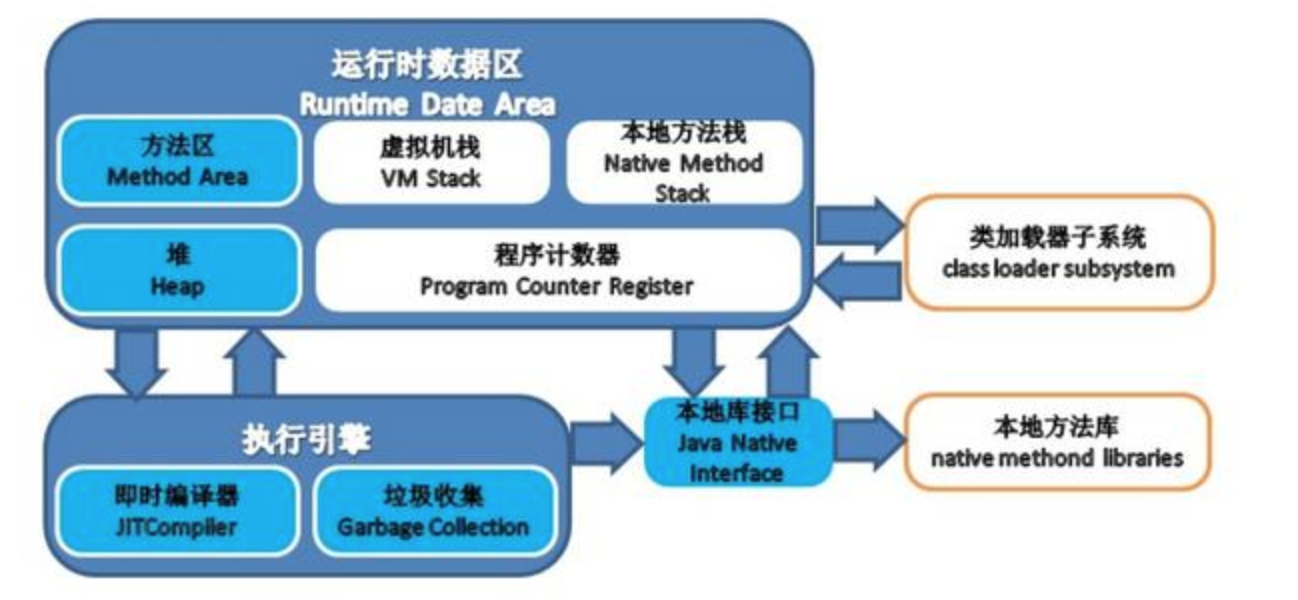 运行时数据区
Runtime Date Area
方法区
Method Area
虚拟机栈
VM Stack
本地方法栈
Native Method
Stack
堆
Heap
程序计数器
Program Counter Register
类加载器子系统
class loader subsystem
执行引擎
即时编译器
JITCompiler
垃圾收集
Garbage Collection
本地库接口
Java Native
Interface
本地方法库
native methond libraries